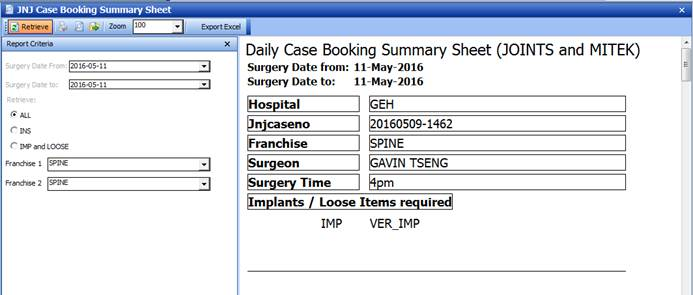 JNJ Case Booking Summary Sheet
Retrieve Zoom 100 Export Excel
Report Criteria
Surgery Date From: 2016-05-11
Surgery Date to: 2016-05-11
Retrieve:
ALL
INS
IMP and LOOSE
Franchise 1 SPINE
Franchise 2 SPINE
Daily Case Booking Summary Sheet (JOINTS and MITEK)
Surgery Date from: 11-May-2016
Surgery Date to: 11-May-2016
Hospital GEH
Jnjcaseno 20160509-1462
Franchise SPINE
Surgeon GAVIN TSENG
Surgery Time 4pm
Implants / Loose Items required
IMP VER_IMP